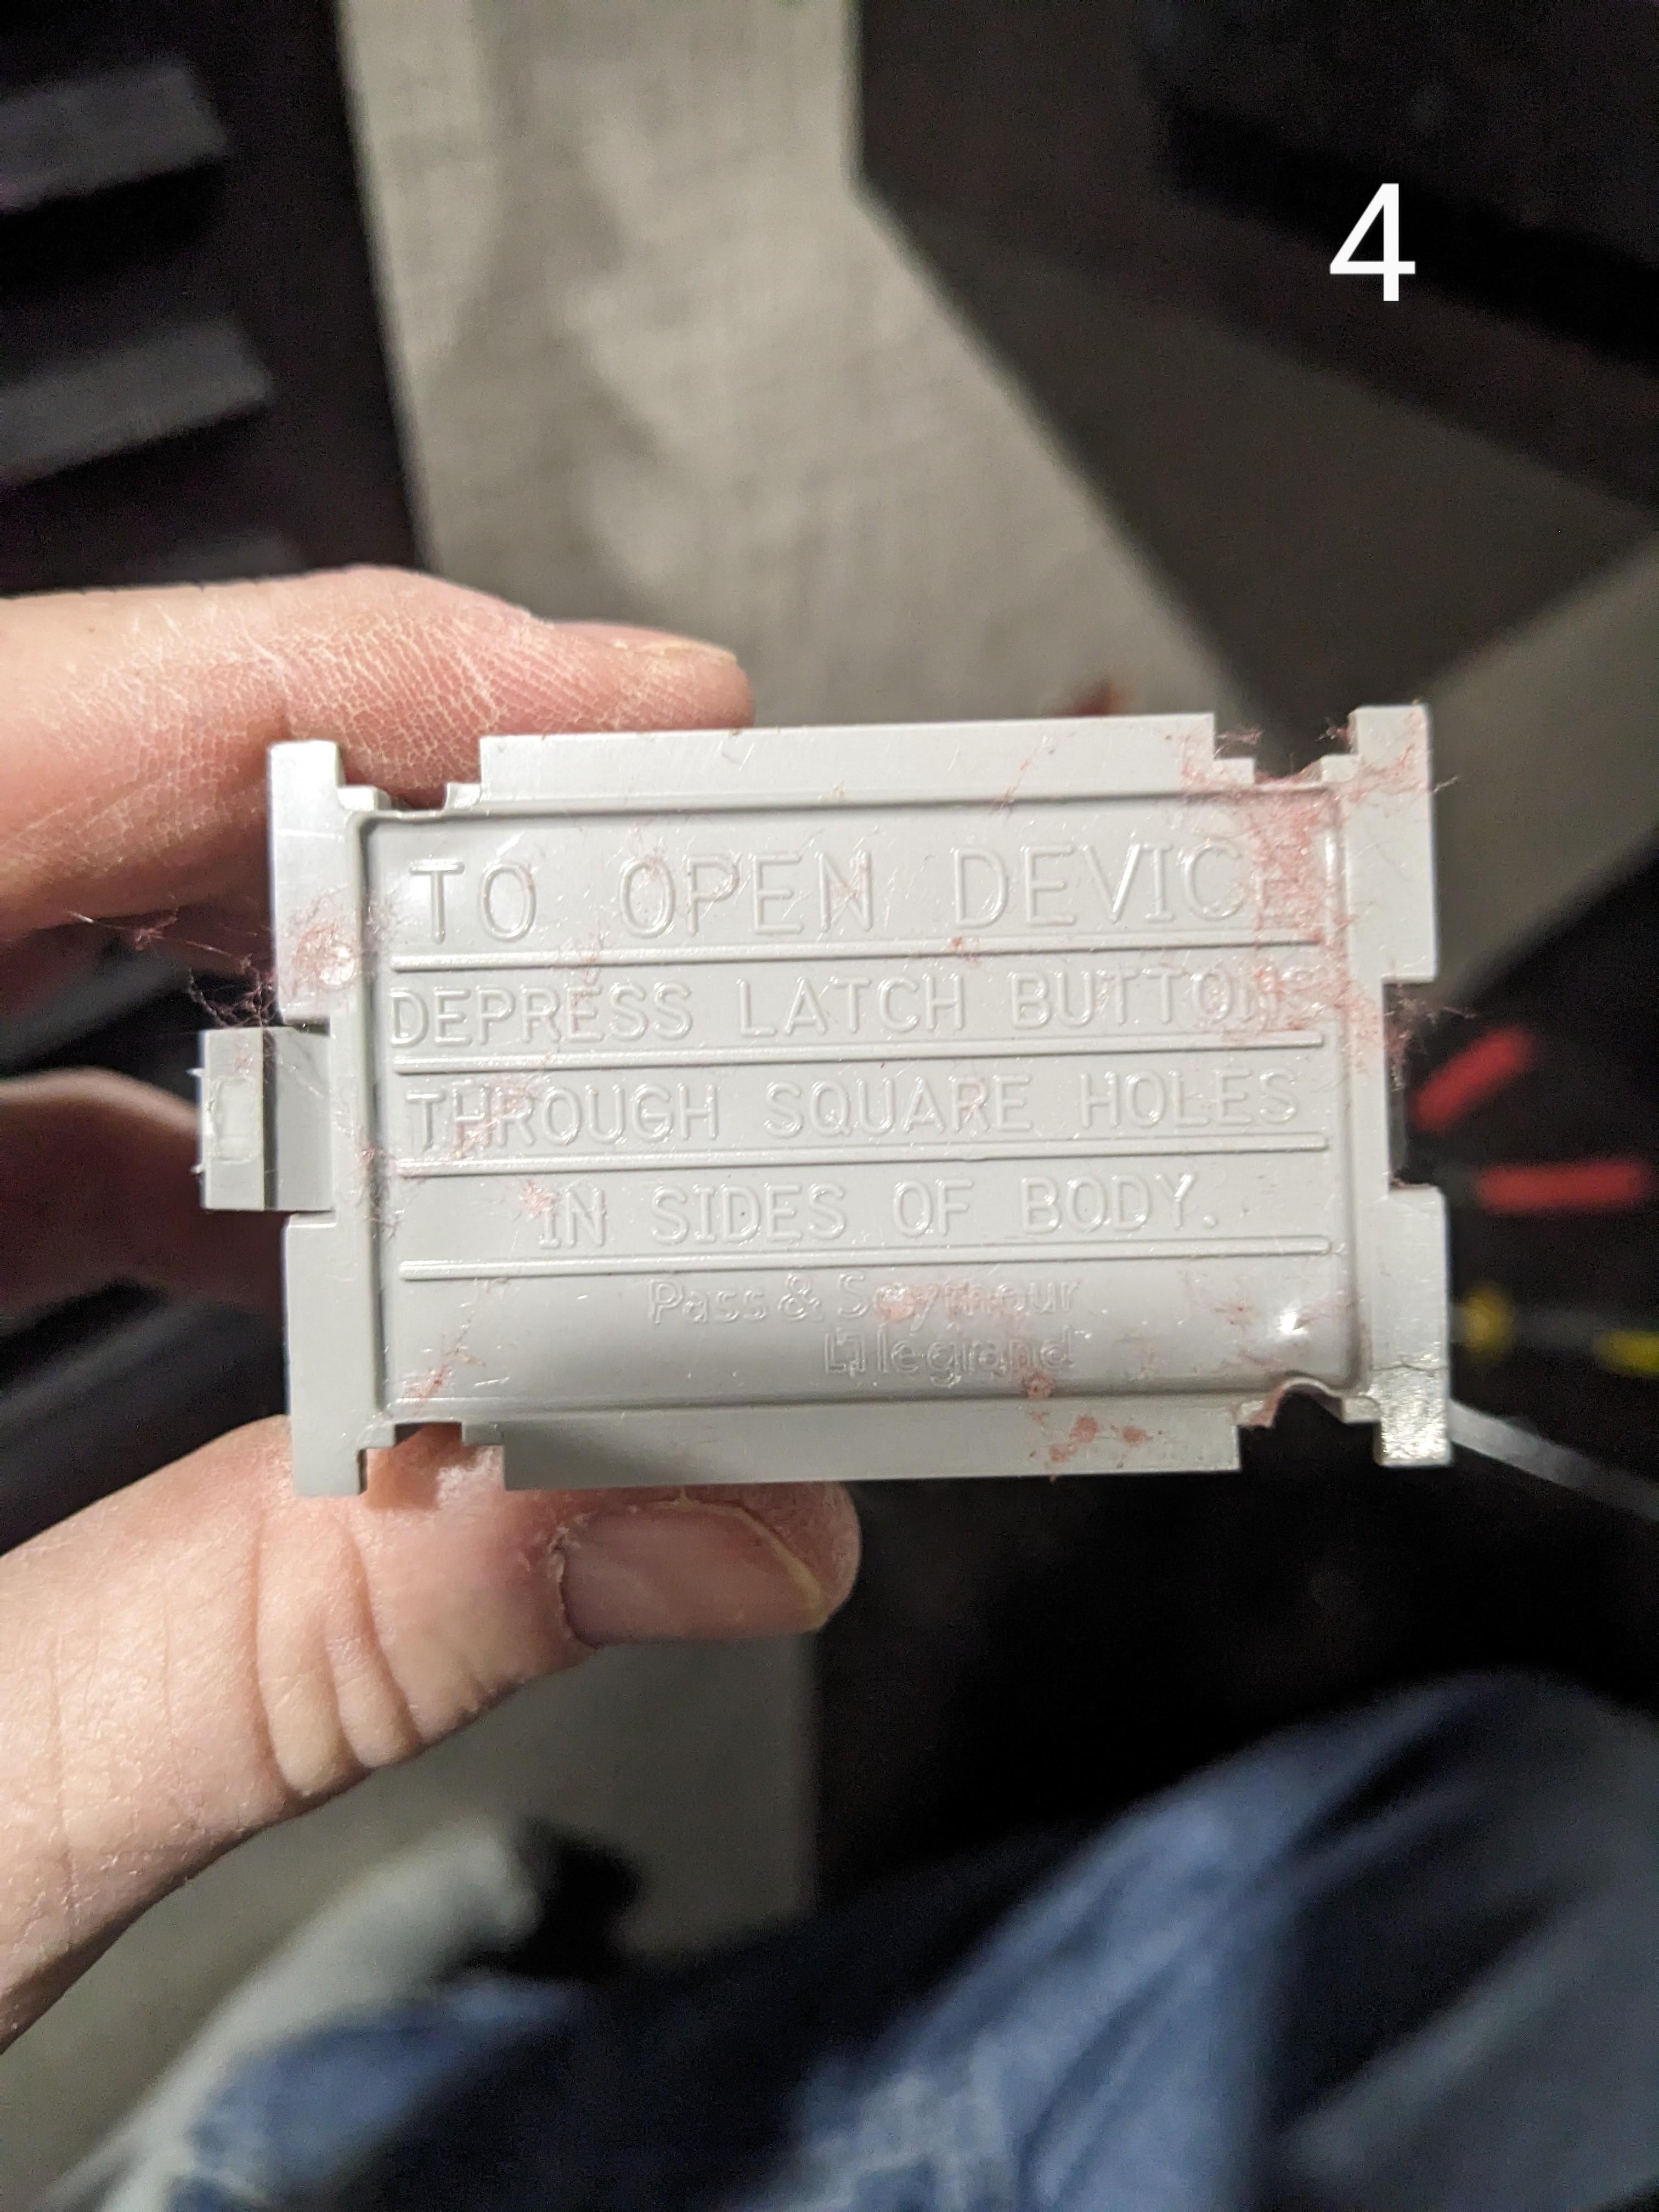 4
TO OPEN DEVICE
DEPRESS LATCH BUTTONS
THROUGH SQUARE HOLES
IN SIDES OF BODY.
Pass & Seymour
legrand